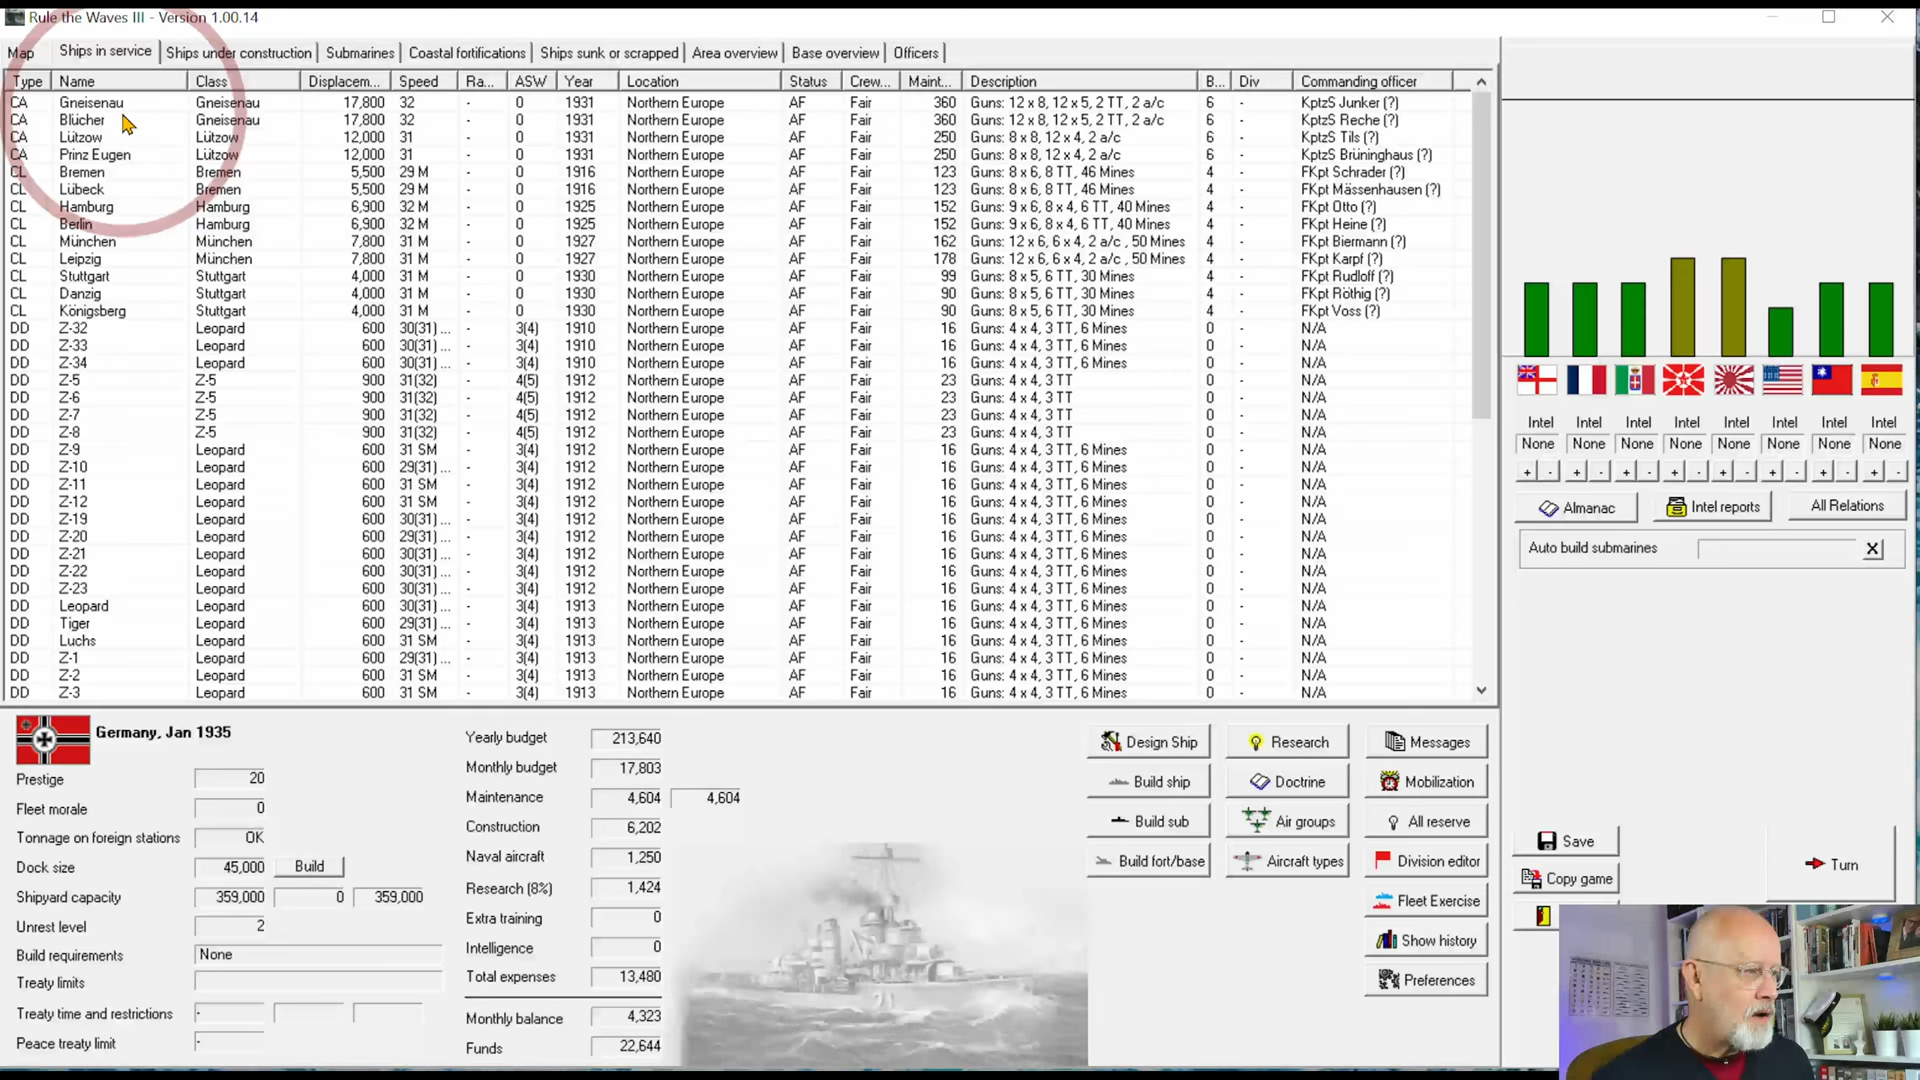 Rule the Waves III - Version 1.00.14
Map Ships in service Ships under construction Submarines Coastal fortifications Ships sunk or scrapped Area overview Base overview Officers
Type Name Class Displacem... Speed Ra... ASW Year Location Status Crew... Maint... Description B... Div Commanding officer
CA Gneisenau Gneisenau 17,800 32 - 0 1931 Northern Europe AF Fair 360 Guns: 12 x 8, 12 x 5, 2 TT, 2 a/c 6 - KptzS Junker (?)
CA Blücher Gneisenau 17,800 32 - 0 1931 Northern Europe AF Fair 360 Guns: 12 x 8, 12 x 5, 2 TT, 2 a/c 6 - KptzS Reche (?)
CA Lützow Lützow 12,000 31 - 0 1931 Northern Europe AF Fair 250 Guns: 8 x 8, 12 x 4, 2 a/c 6 - KptzS Tils (?)
CA Prinz Eugen Lützow 12,000 31 - 0 1931 Northern Europe AF Fair 250 Guns: 8 x 8, 12 x 4, 2 a/c 6 - KptzS Brüninghaus (?)
CL Bremen Bremen 5,500 29 M - 0 1916 Northern Europe AF Fair 123 Guns: 8 x 6, 8 TT, 46 Mines 4 - FKpt Schrader (?)
CL Lübeck Bremen 5,500 29 M - 0 1916 Northern Europe AF Fair 123 Guns: 8 x 6, 8 TT, 46 Mines 4 - FKpt Mässenhausen (?)
CL Hamburg Hamburg 6,900 32 M - 0 1925 Northern Europe AF Fair 152 Guns: 9 x 6, 8 x 4, 6 TT, 40 Mines 4 - FKpt Otto (?)
CL Berlin Hamburg 6,900 32 M - 0 1925 Northern Europe AF Fair 152 Guns: 9 x 6, 8 x 4, 6 TT, 40 Mines 4 - FKpt Heine (?)
CL München München 7,800 31 M - 0 1927 Northern Europe AF Fair 162 Guns: 12 x 6, 6 x 4, 2 a/c , 50 Mines 4 - FKpt Biermann (?)
CL Leipzig München 7,800 31 M - 0 1927 Northern Europe AF Fair 178 Guns: 12 x 6, 6 x 4, 2 a/c , 50 Mines 4 - FKpt Karpf (?)
CL Stuttgart Stuttgart 4,000 31 M - 0 1930 Northern Europe AF Fair 99 Guns: 8 x 5, 6 TT, 30 Mines 4 - FKpt Rudloff (?)
CL Danzig Stuttgart 4,000 31 M - 0 1930 Northern Europe AF Fair 90 Guns: 8 x 5, 6 TT, 30 Mines 4 - FKpt Röthig (?)
CL Königsberg Stuttgart 4,000 31 M - 0 1930 Northern Europe AF Fair 90 Guns: 8 x 5, 6 TT, 30 Mines 4 - FKpt Voss (?)
DD Z-32 Leopard 600 30(31) ... - 3(4) 1910 Northern Europe AF Fair 16 Guns: 4 x 4, 3 TT, 6 Mines 0 - N/A
DD Z-33 Leopard 600 30(31) ... - 3(4) 1910 Northern Europe AF Fair 16 Guns: 4 x 4, 3 TT, 6 Mines 0 - N/A
DD Z-34 Leopard 600 30(31) ... - 3(4) 1910 Northern Europe AF Fair 16 Guns: 4 x 4, 3 TT, 6 Mines 0 - N/A
DD Z-5 Z-5 900 31(32) - 4(5) 1912 Northern Europe AF Fair 23 Guns: 4 x 4, 3 TT 0 - N/A
DD Z-6 Z-5 900 31(32) - 4(5) 1912 Northern Europe AF Fair 23 Guns: 4 x 4, 3 TT 0 - N/A
DD Z-7 Z-5 900 31(32) - 4(5) 1912 Northern Europe AF Fair 23 Guns: 4 x 4, 3 TT 0 - N/A
DD Z-8 Z-5 900 31(32) - 4(5) 1912 Northern Europe AF Fair 23 Guns: 4 x 4, 3 TT 0 - N/A
DD Z-9 Leopard 600 31 SM - 3(4) 1912 Northern Europe AF Fair 16 Guns: 4 x 4, 3 TT, 6 Mines 0 - N/A
DD Z-10 Leopard 600 29(31) ... - 3(4) 1912 Northern Europe AF Fair 16 Guns: 4 x 4, 3 TT, 6 Mines 0 - N/A
DD Z-11 Leopard 600 31 SM - 3(4) 1912 Northern Europe AF Fair 16 Guns: 4 x 4, 3 TT, 6 Mines 0 - N/A
DD Z-12 Leopard 600 31 SM - 3(4) 1912 Northern Europe AF Fair 16 Guns: 4 x 4, 3 TT, 6 Mines 0 - N/A
DD Z-19 Leopard 600 30(31) ... - 3(4) 1912 Northern Europe AF Fair 16 Guns: 4 x 4, 3 TT, 6 Mines 0 - N/A
DD Z-20 Leopard 600 29(31) ... - 3(4) 1912 Northern Europe AF Fair 16 Guns: 4 x 4, 3 TT, 6 Mines 0 - N/A
DD Z-21 Leopard 600 30(31) ... - 3(4) 1912 Northern Europe AF Fair 16 Guns: 4 x 4, 3 TT, 6 Mines 0 - N/A
DD Z-22 Leopard 600 30(31) ... - 3(4) 1912 Northern Europe AF Fair 16 Guns: 4 x 4, 3 TT, 6 Mines 0 - N/A
DD Z-23 Leopard 600 30(31) ... - 3(4) 1912 Northern Europe AF Fair 16 Guns: 4 x 4, 3 TT, 6 Mines 0 - N/A
DD Leopard Leopard 600 30(31) ... - 3(4) 1913 Northern Europe AF Fair 16 Guns: 4 x 4, 3 TT, 6 Mines 0 - N/A
DD Tiger Leopard 600 29(31) ... - 3(4) 1913 Northern Europe AF Fair 16 Guns: 4 x 4, 3 TT, 6 Mines 0 - N/A
DD Luchs Leopard 600 31 SM - 3(4) 1913 Northern Europe AF Fair 16 Guns: 4 x 4, 3 TT, 6 Mines 0 - N/A
DD Z-1 Leopard 600 29(31) ... - 3(4) 1913 Northern Europe AF Fair 16 Guns: 4 x 4, 3 TT, 6 Mines 0 - N/A
DD Z-2 Leopard 600 31 SM - 3(4) 1913 Northern Europe AF Fair 16 Guns: 4 x 4, 3 TT, 6 Mines 0 - N/A
DD Z-3 Leopard 600 31 SM - 3(4) 1913 Northern Europe AF Fair 16 Guns: 4 x 4, 3 TT, 6 Mines 0 - N/A
Intel Intel Intel Intel Intel Intel Intel Intel
None None None None None None None None
+ - + - + - + - + - + - + - + -
Almanac Intel reports All Relations
Auto build submarines X
Germany, Jan 1935
Prestige 20
Fleet morale 0
Tonnage on foreign stations OK
Dock size 45,000 Build
Shipyard capacity 359,000 0 359,000
Unrest level 2
Build requirements None
Treaty limits
Treaty time and restrictions -
Peace treaty limit -
Yearly budget 213,640
Monthly budget 17,803
Maintenance 4,604 4,604
Construction 6,202
Naval aircraft 1,250
Research (8%) 1,424
Extra training 0
Intelligence 0
Total expenses 13,480
Monthly balance 4,323
Funds 22,644
Design Ship Research Messages
Build ship Doctrine Mobilization
Build sub Air groups All reserve
Build fort/base Aircraft types Division editor
Fleet Exercise
Show history
Preferences
Save
Copy game
Turn